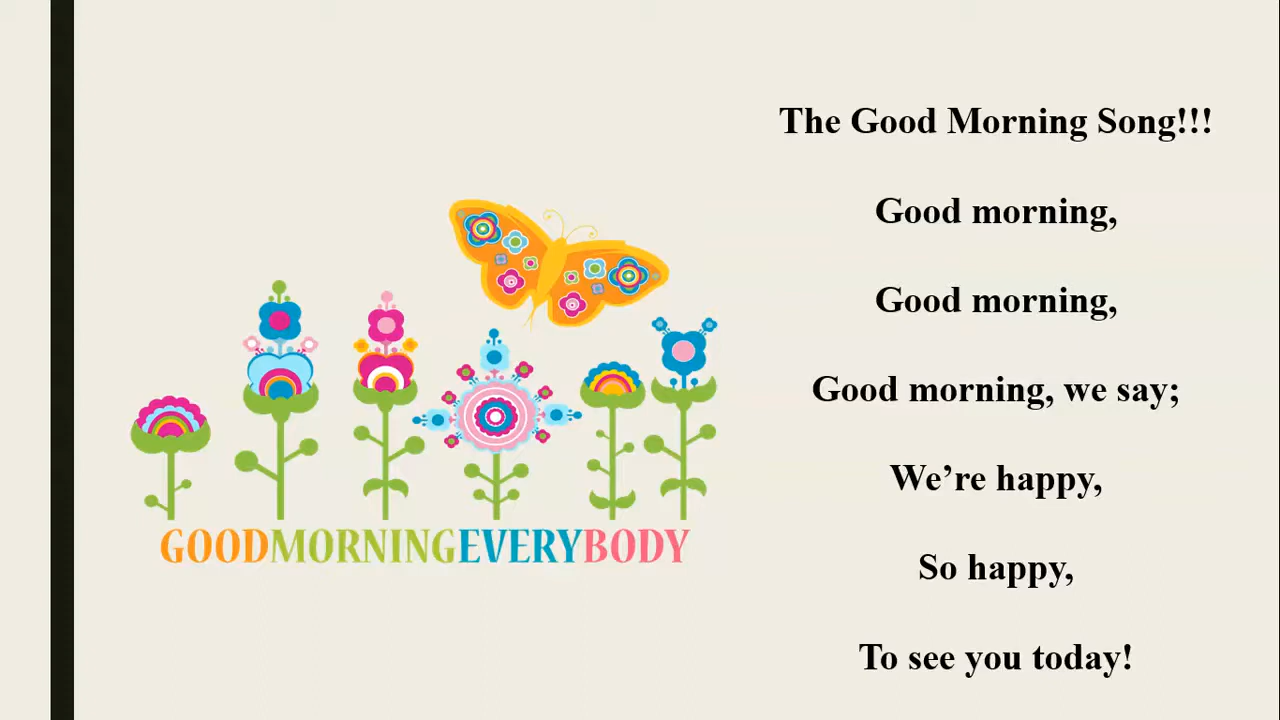 The Good Morning Song!!!
Good morning,
Good morning,
Good morning, we say;
We’re happy,
So happy,
To see you today!
GOODMORNINGEVERYBODY